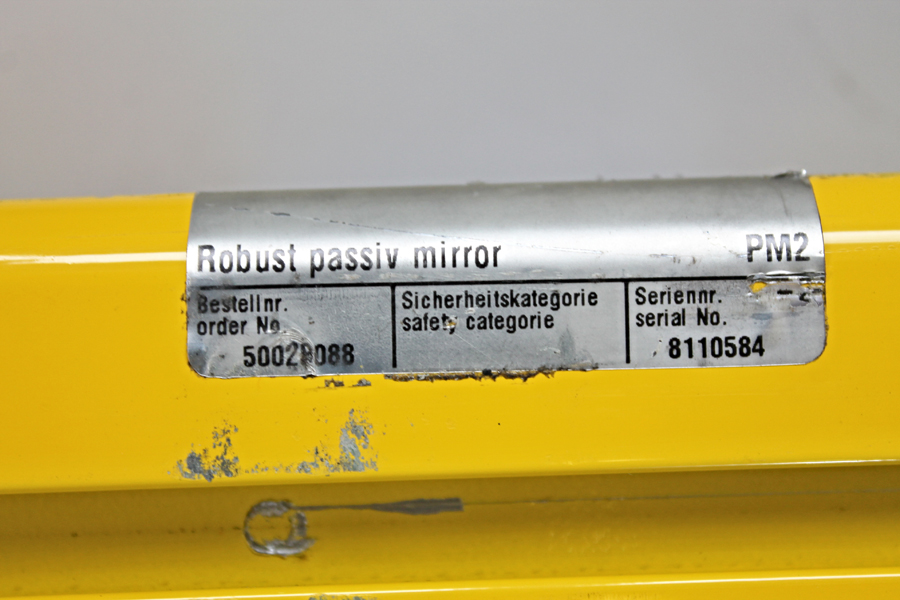 Robust passiv mirror PM2
Bestellnr.
order No.
Sicherheitskategorie
safety categorie
Seriennr.
serial No.
8110584